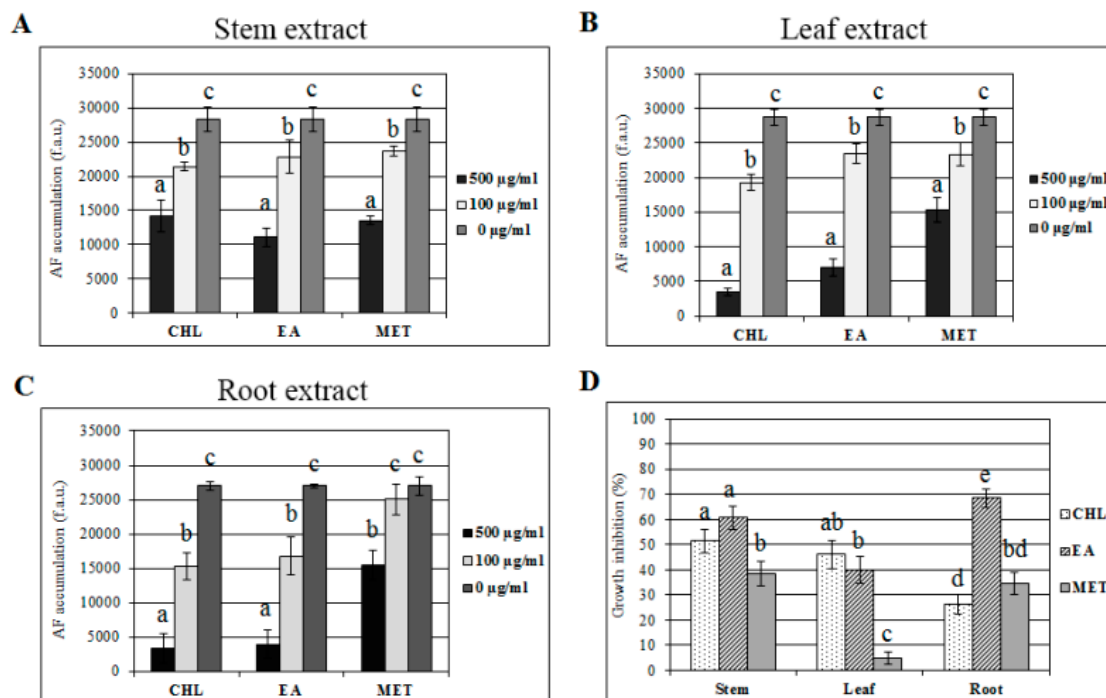 A
Stem extract
AF accumulation (f.a.u.)
35000
30000
25000
20000
15000
10000
5000
0
a b c
a b c
a b c
CHL EA MET
500 µg/ml
100 µg/ml
0 µg/ml
B
Leaf extract
AF accumulation (f.a.u.)
35000
30000
25000
20000
15000
10000
5000
0
a b c
a b c
a b c
CHL EA MET
500 µg/ml
100 µg/ml
0 µg/ml
C
Root extract
AF accumulation (f.a.u.)
35000
30000
25000
20000
15000
10000
5000
0
a b c
a b c
b c c
CHL EA MET
500 µg/ml
100 µg/ml
0 µg/ml
D
Growth inhibition (%)
100
90
80
70
60
50
40
30
20
10
0
a a b
ab b c
d e bd
Stem Leaf Root
CHL
EA
MET